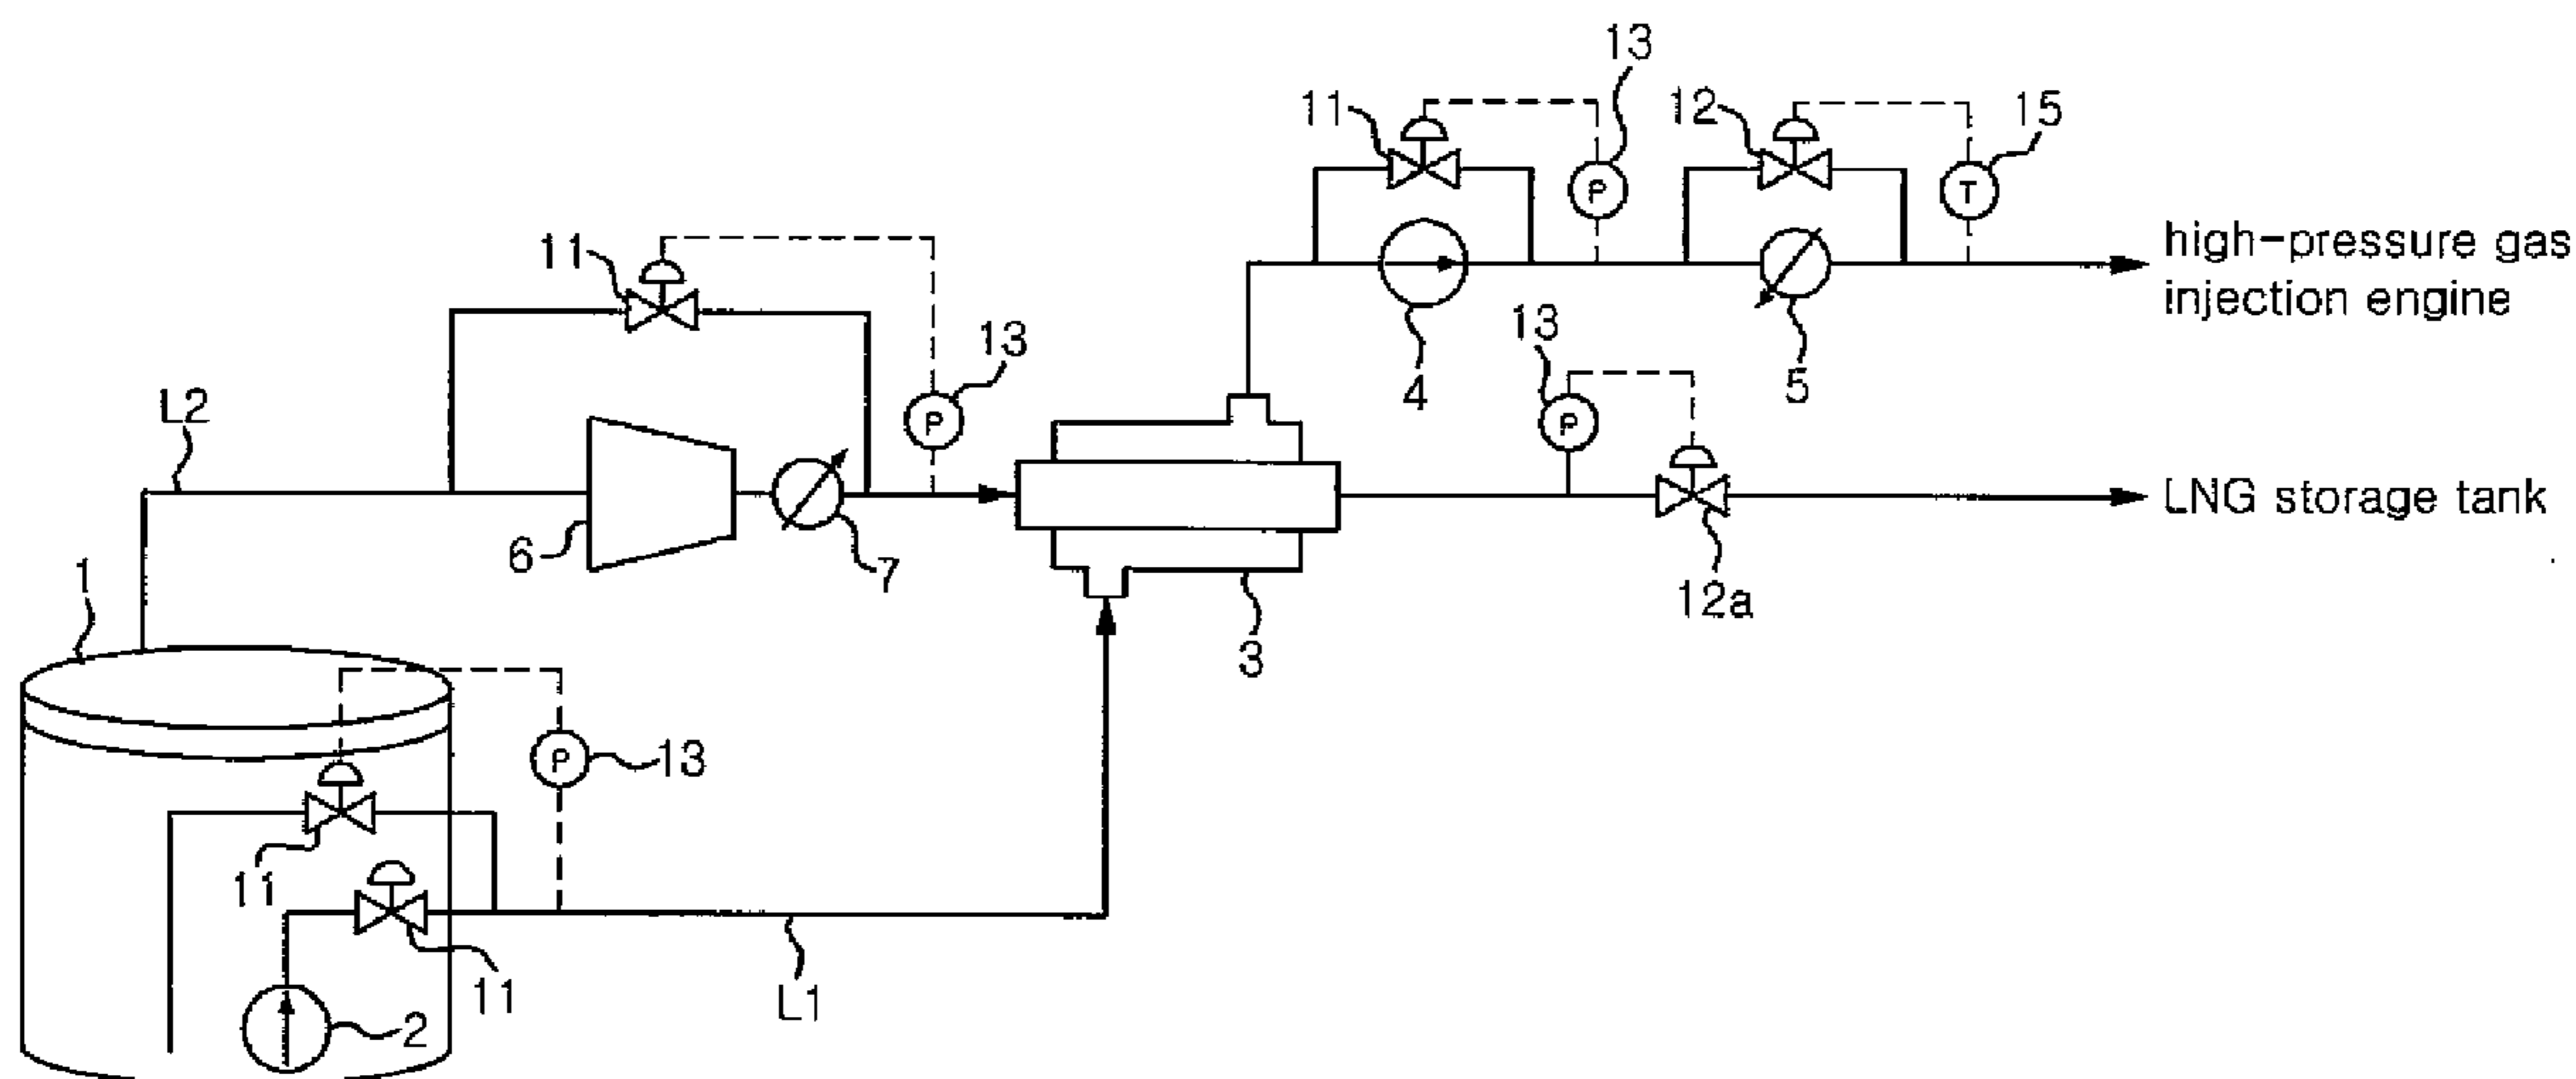 13
11
12
15
P
T
high-pressure gas
injection engine
11
13
13
4
5
L2
P
P
LNG storage tank
6
7
12a
1
3
P
13
11
11
L1
2